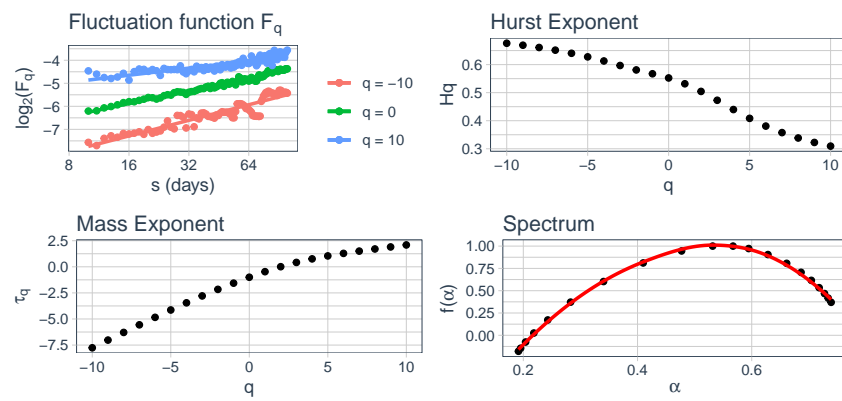 Fluctuation function Fq
log2(Fq)
−4
−5
−6
−7
8 16 32 64
s (days)
q = −10
q = 0
q = 10
Hurst Exponent
Hq
0.6
0.5
0.4
0.3
−10 −5 0 5 10
q
Mass Exponent
τq
2.5
0.0
−2.5
−5.0
−7.5
−10 −5 0 5 10
q
Spectrum
f(α)
1.00
0.75
0.50
0.25
0.00
0.2 0.4 0.6
α